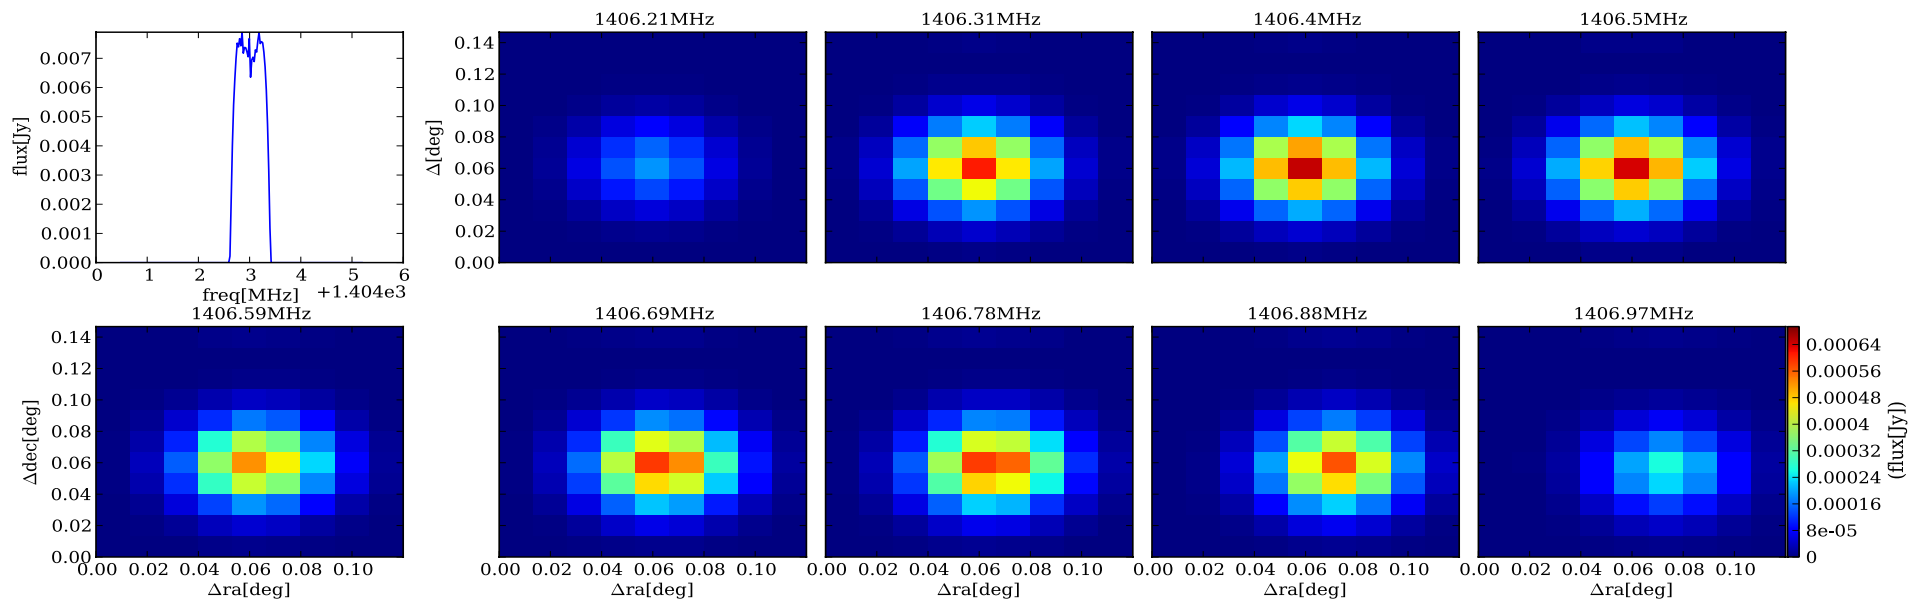 1406.21MHz 1406.31MHz 1406.4MHz 1406.5MHz
0.007
0.006
0.005
0.004
0.003
0.002
0.001
0.000
flux[Jy]
0 1 2 3 4 5 6
freq[MHz] +1.404e3
0.14
0.12
0.10
0.08
0.06
0.04
0.02
0.00
Δ[deg]
1406.59MHz 1406.69MHz 1406.78MHz 1406.88MHz 1406.97MHz
0.14
0.12
0.10
0.08
0.06
0.04
0.02
0.00
Δdec[deg]
0.00 0.02 0.04 0.06 0.08 0.10
Δra[deg]
0.00 0.02 0.04 0.06 0.08 0.10
Δra[deg]
0.00 0.02 0.04 0.06 0.08 0.10
Δra[deg]
0.00 0.02 0.04 0.06 0.08 0.10
Δra[deg]
0.00 0.02 0.04 0.06 0.08 0.10
Δra[deg]
0.00064
0.00056
0.00048
0.0004
0.00032
0.00024
0.00016
8e-05
0
(flux[Jy])